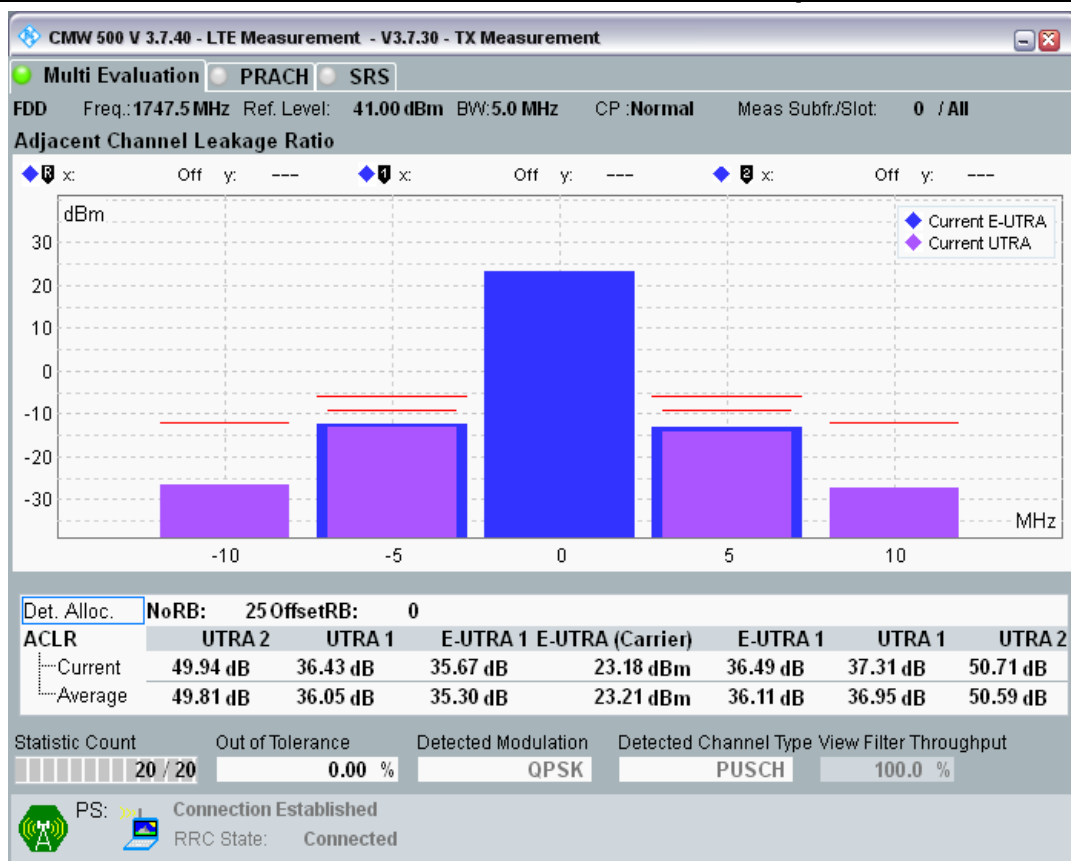 CMW 500 V 3.7.40 - LTE Measurement - V3.7.30 - TX Measurement
Multi Evaluation PRACH SRS
FDD Freq.: 1747.5 MHz Ref. Level: 41.00 dBm BW: 5.0 MHz CP : Normal Meas Subfr./Slot: 0 / All
Adjacent Channel Leakage Ratio
R x: Off y: --- 1 x: Off y: --- 2 x: Off y: ---
dBm
Current E-UTRA
Current UTRA
30
20
10
0
-10
-20
-30
MHz
-10 -5 0 5 10
Det. Alloc. NoRB: 25 OffsetRB: 0
ACLR UTRA 2 UTRA 1 E-UTRA 1 E-UTRA (Carrier) E-UTRA 1 UTRA 1 UTRA 2
Current 49.94 dB 36.43 dB 35.67 dB 23.18 dBm 36.49 dB 37.31 dB 50.71 dB
Average 49.81 dB 36.05 dB 35.30 dB 23.21 dBm 36.11 dB 36.95 dB 50.59 dB
Statistic Count Out of Tolerance Detected Modulation Detected Channel Type View Filter Throughput
20 / 20 0.00 % QPSK PUSCH 100.0 %
PS: Connection Established
RRC State: Connected